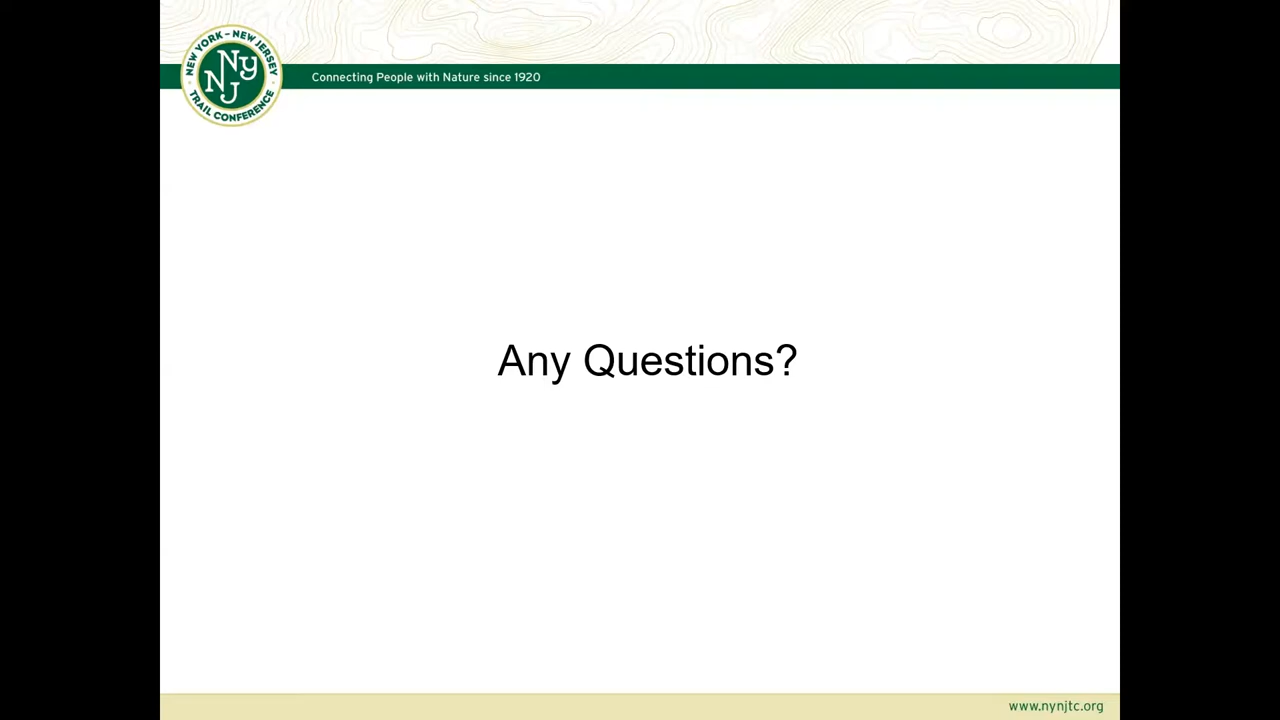 NEW YORK – NEW JERSEY
NY
NJ
TRAIL CONFERENCE
Connecting People with Nature since 1920
Any Questions?
www.nynjtc.org